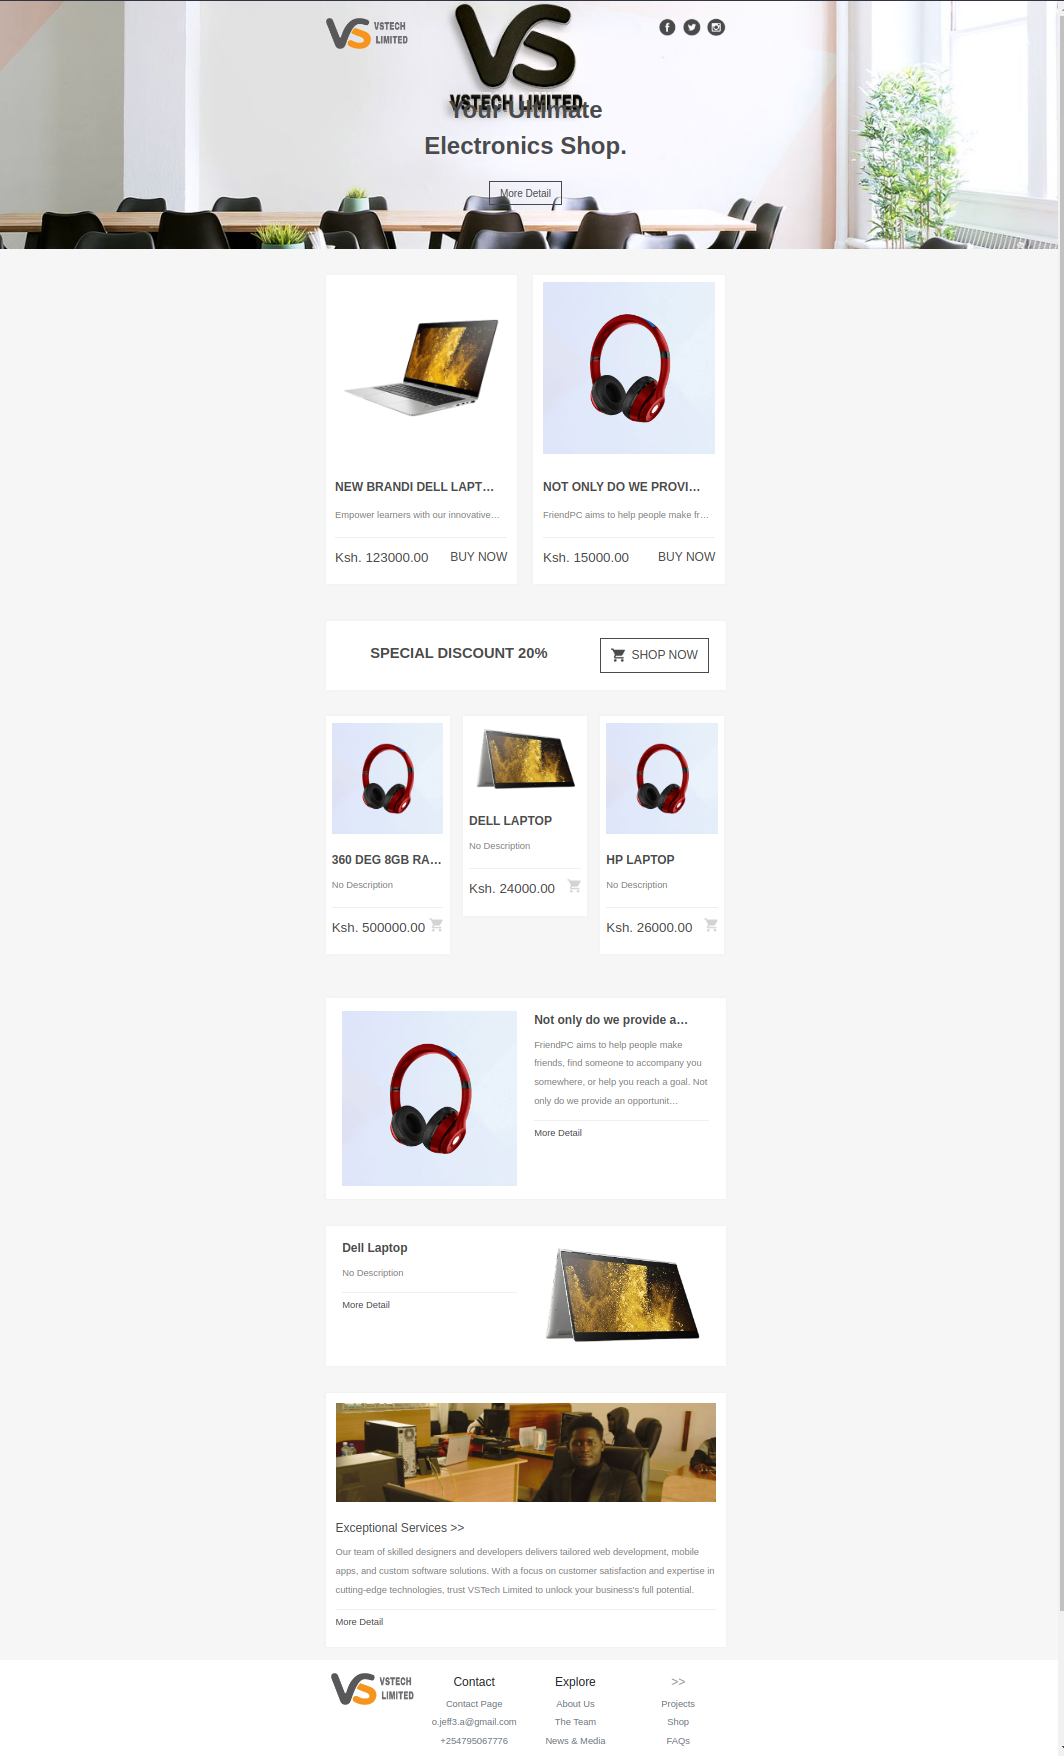 VSTECH
LIMITED
VSTECH LIMITED
Your Ultimate
Electronics Shop.
More Detail
NEW BRANDI DELL LAPT...
Empower learners with our innovative...
Ksh. 123000.00 BUY NOW
NOT ONLY DO WE PROVI...
FriendPC aims to help people make fr...
Ksh. 15000.00 BUY NOW
SPECIAL DISCOUNT 20%
SHOP NOW
360 DEG 8GB RA...
No Description
Ksh. 500000.00
DELL LAPTOP
No Description
Ksh. 24000.00
HP LAPTOP
No Description
Ksh. 26000.00
Not only do we provide a...
FriendPC aims to help people make
friends, find someone to accompany you
somewhere, or help you reach a goal. Not
only do we provide an opportunit...
More Detail
Dell Laptop
No Description
More Detail
Exceptional Services >>
Our team of skilled designers and developers delivers tailored web development, mobile
apps, and custom software solutions. With a focus on customer satisfaction and expertise in
cutting-edge technologies, trust VSTech Limited to unlock your business's full potential.
More Detail
VSTECH
LIMITED
Contact
Contact Page
o.jeff3.a@gmail.com
+254795067776
Explore
About Us
The Team
News & Media
>>
Projects
Shop
FAQs